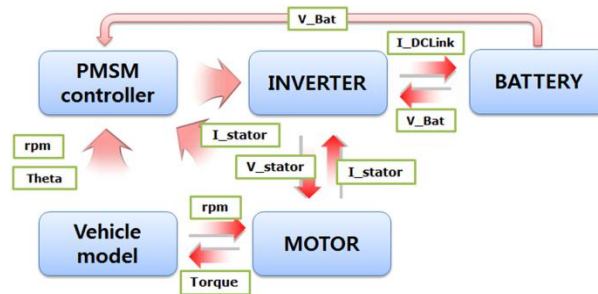 V_Bat
I_DCLink
PMSM
controller
INVERTER
BATTERY
V_Bat
I_stator
rpm
V_stator
I_stator
Theta
rpm
Vehicle
model
MOTOR
Torque